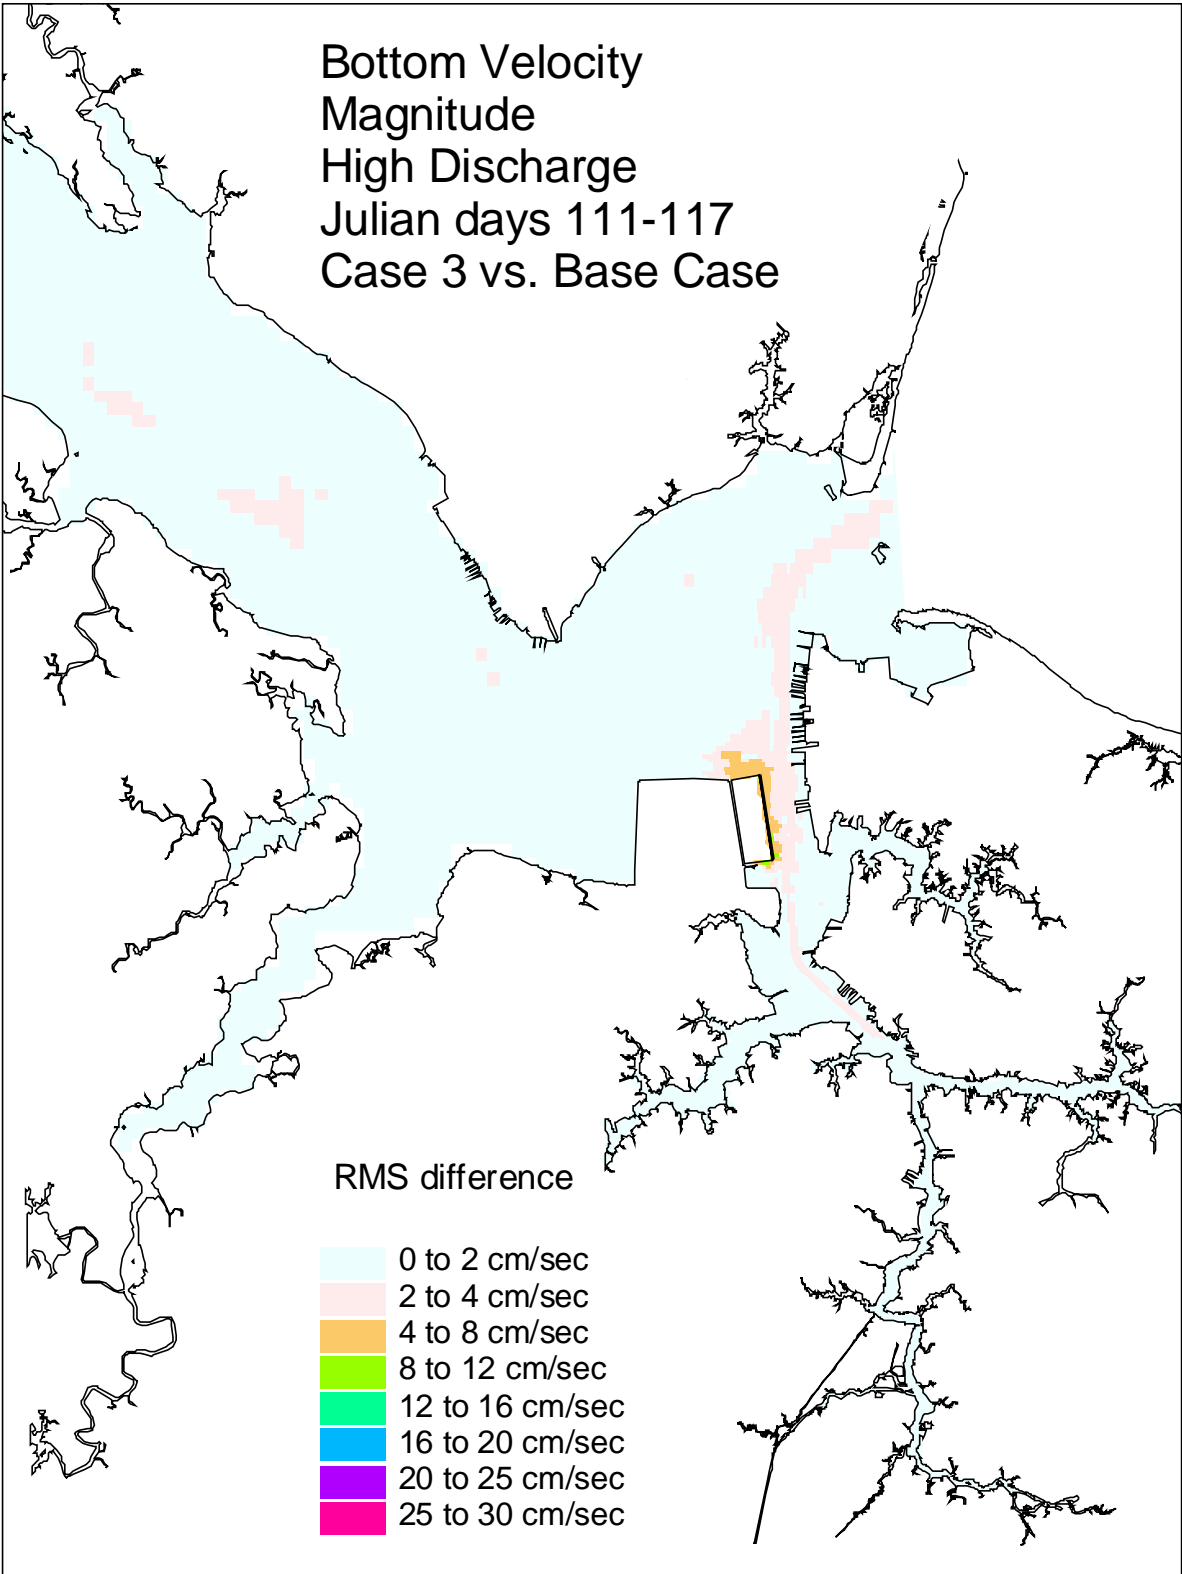 Bottom Velocity
Magnitude
High Discharge
Julian days 111-117
Case 3 vs. Base Case
RMS difference
0 to 2 cm/sec
2 to 4 cm/sec
4 to 8 cm/sec
8 to 12 cm/sec
12 to 16 cm/sec
16 to 20 cm/sec
20 to 25 cm/sec
25 to 30 cm/sec